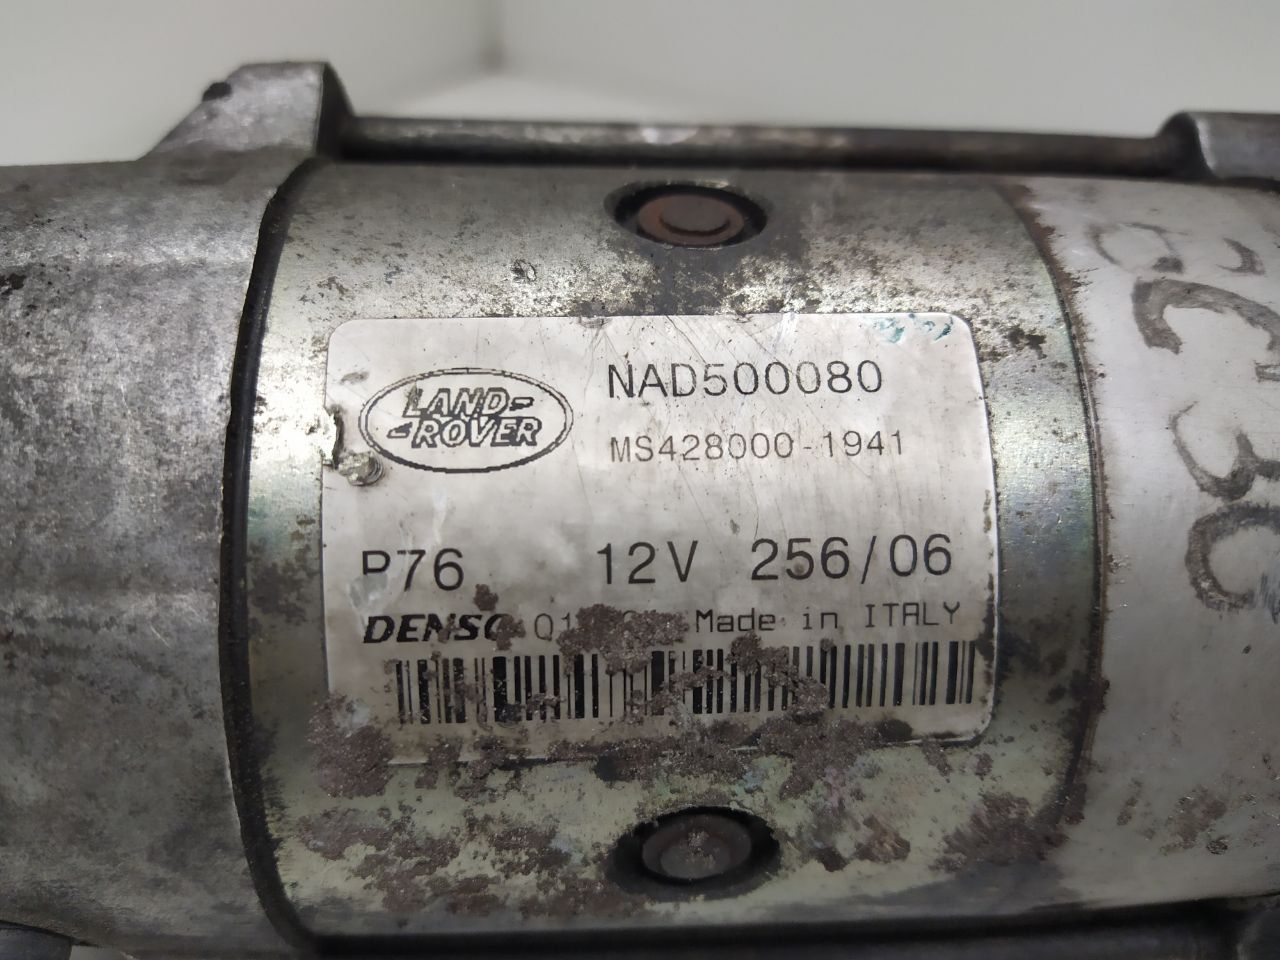 LAND-
-ROVER
NAD500080
MS428000-1941
P76 12V 256/06
DENSO Made in ITALY